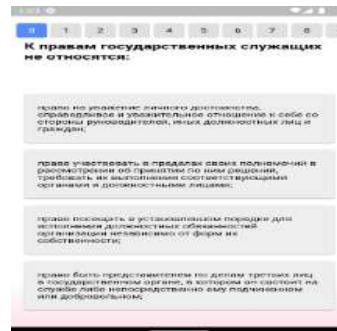 0 1 2 3 4 5 6 7 8
К правам государственных служащих
не относятся:
право на уважение личного достоинства,
справедливое и уважительное отношение к себе со
стороны руководителей, иных должностных лиц и
граждан;
право участвовать в пределах своих полномочий в
рассмотрении об принятии по ним решений,
требовать их выполнения соответствующими
органами и должностными лицами;
право посещать в установленном порядке для
исполнения должностных обязанностей
организации независимо от форм их
собственности;
право быть представителем по делам третьих лиц
в государственном органе, в котором он состоит на
службе либо непосредственно ему подчиненном
или добровольном;